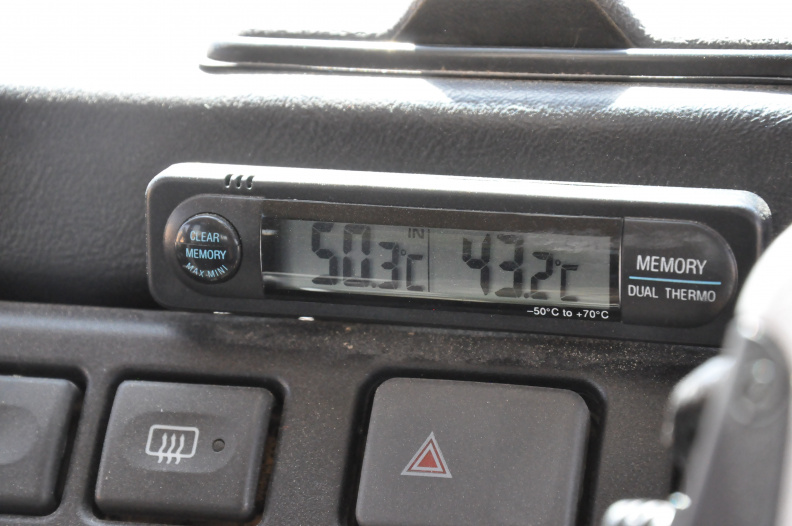 CLEAR
MEMORY
MAX·MINI
IN
50.3°C
43.2°C
MEMORY
DUAL THERMO
-50°C to +70°C